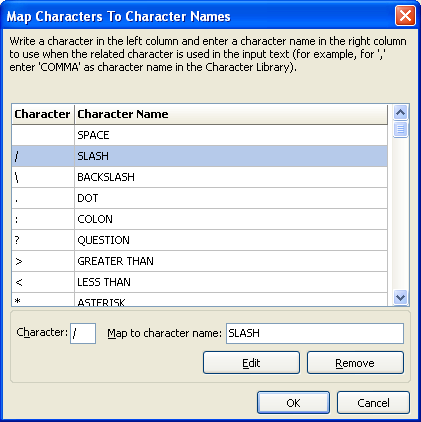 Map Characters To Character Names
Write a character in the left column and enter a character name in the right column
to use when the related character is used in the input text (for example, for ','
enter 'COMMA' as character name in the Character Library).
Character Character Name
SPACE
/ SLASH
\ BACKSLASH
. DOT
: COLON
? QUESTION
> GREATER THAN
< LESS THAN
* ASTERISK
Character: / Map to character name: SLASH
Edit Remove
OK Cancel